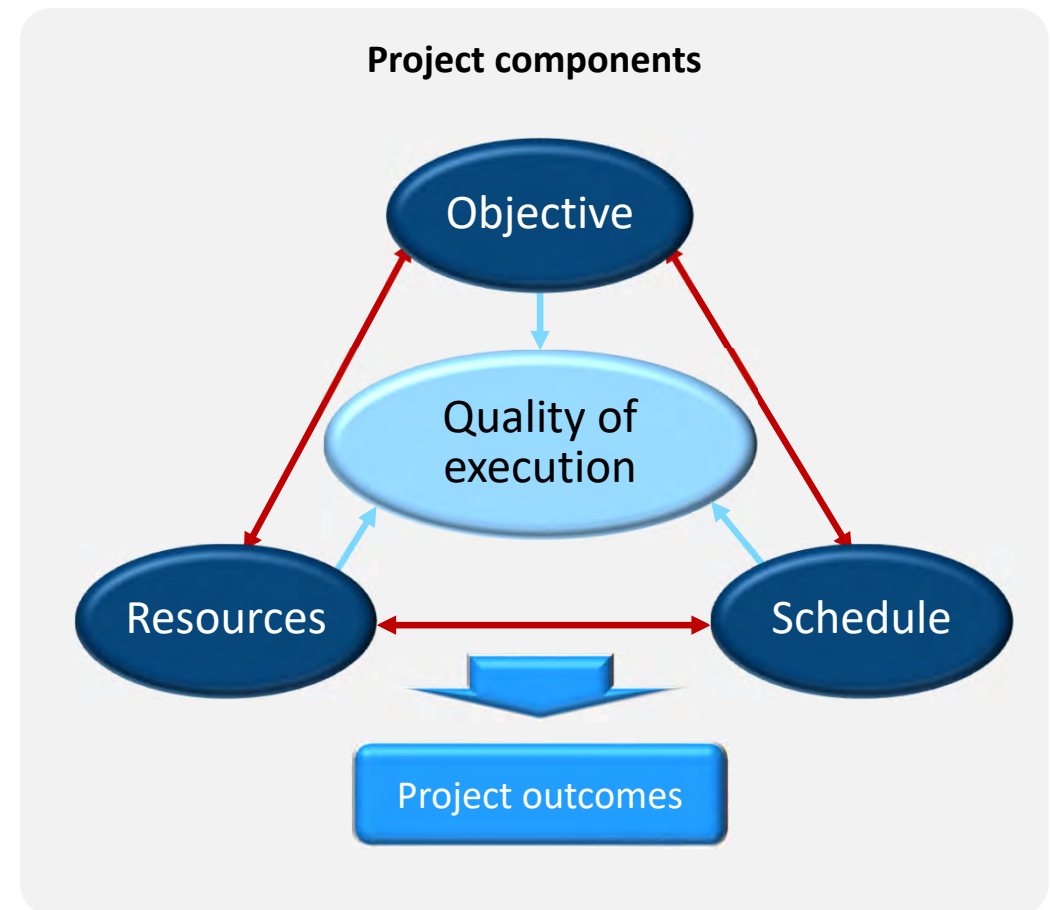 Project components
Objective
Quality of
execution
Resources
Schedule
Project outcomes